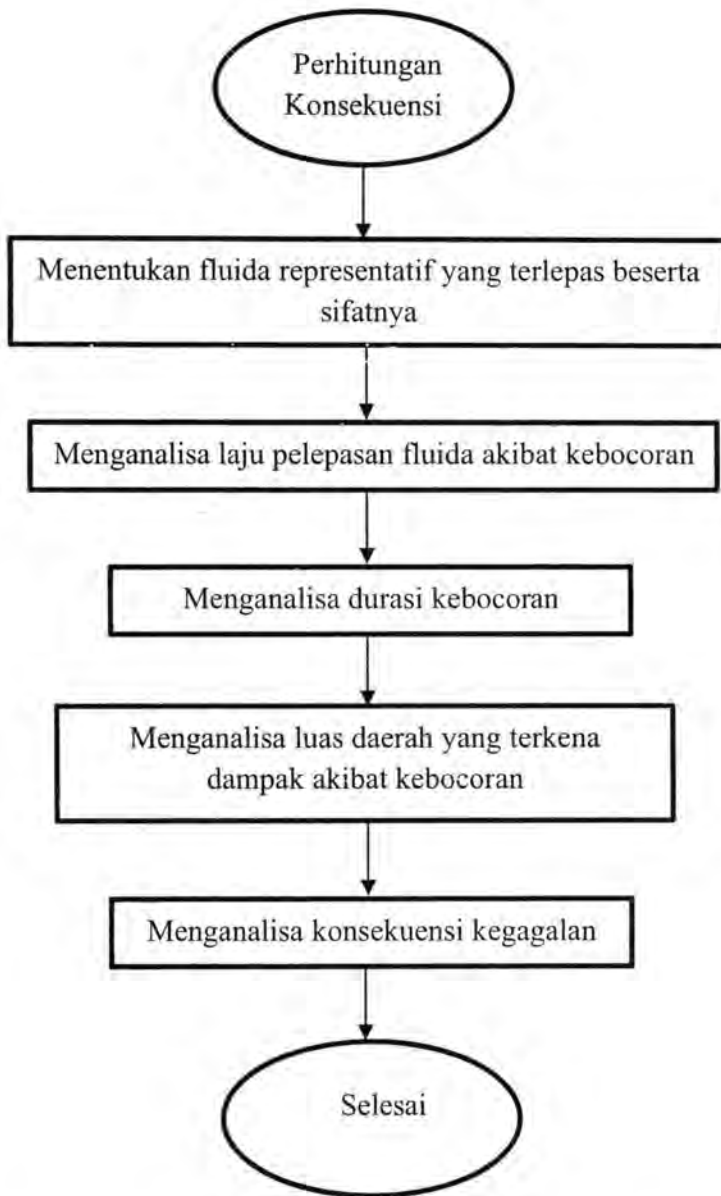 Perhitungan
Konsekuensi
Menentukan fluida representatif yang terlepas beserta
sifatnya
Menganalisa laju pelepasan fluida akibat kebocoran
Menganalisa durasi kebocoran
Menganalisa luas daerah yang terkena
dampak akibat kebocoran
Menganalisa konsekuensi kegagalan
Selesai